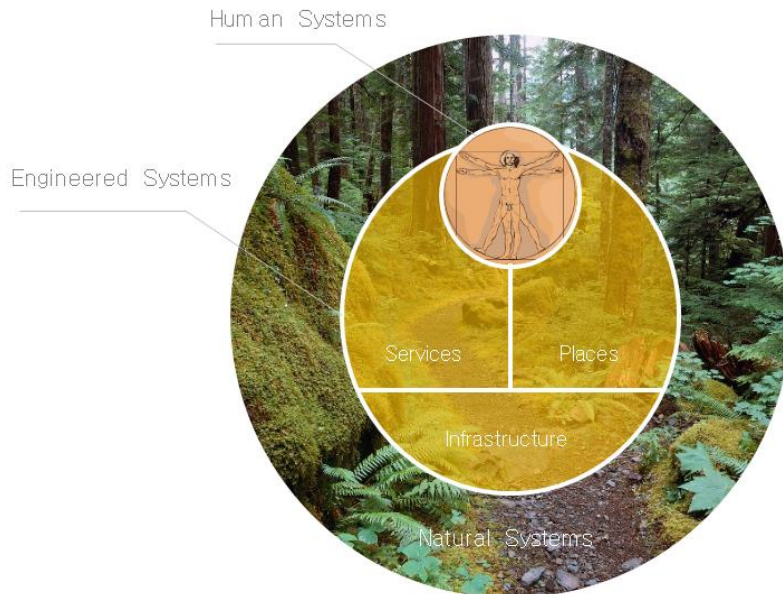 Human Systems
Engineered Systems
Services
Places
Infrastructure
Natural Systems